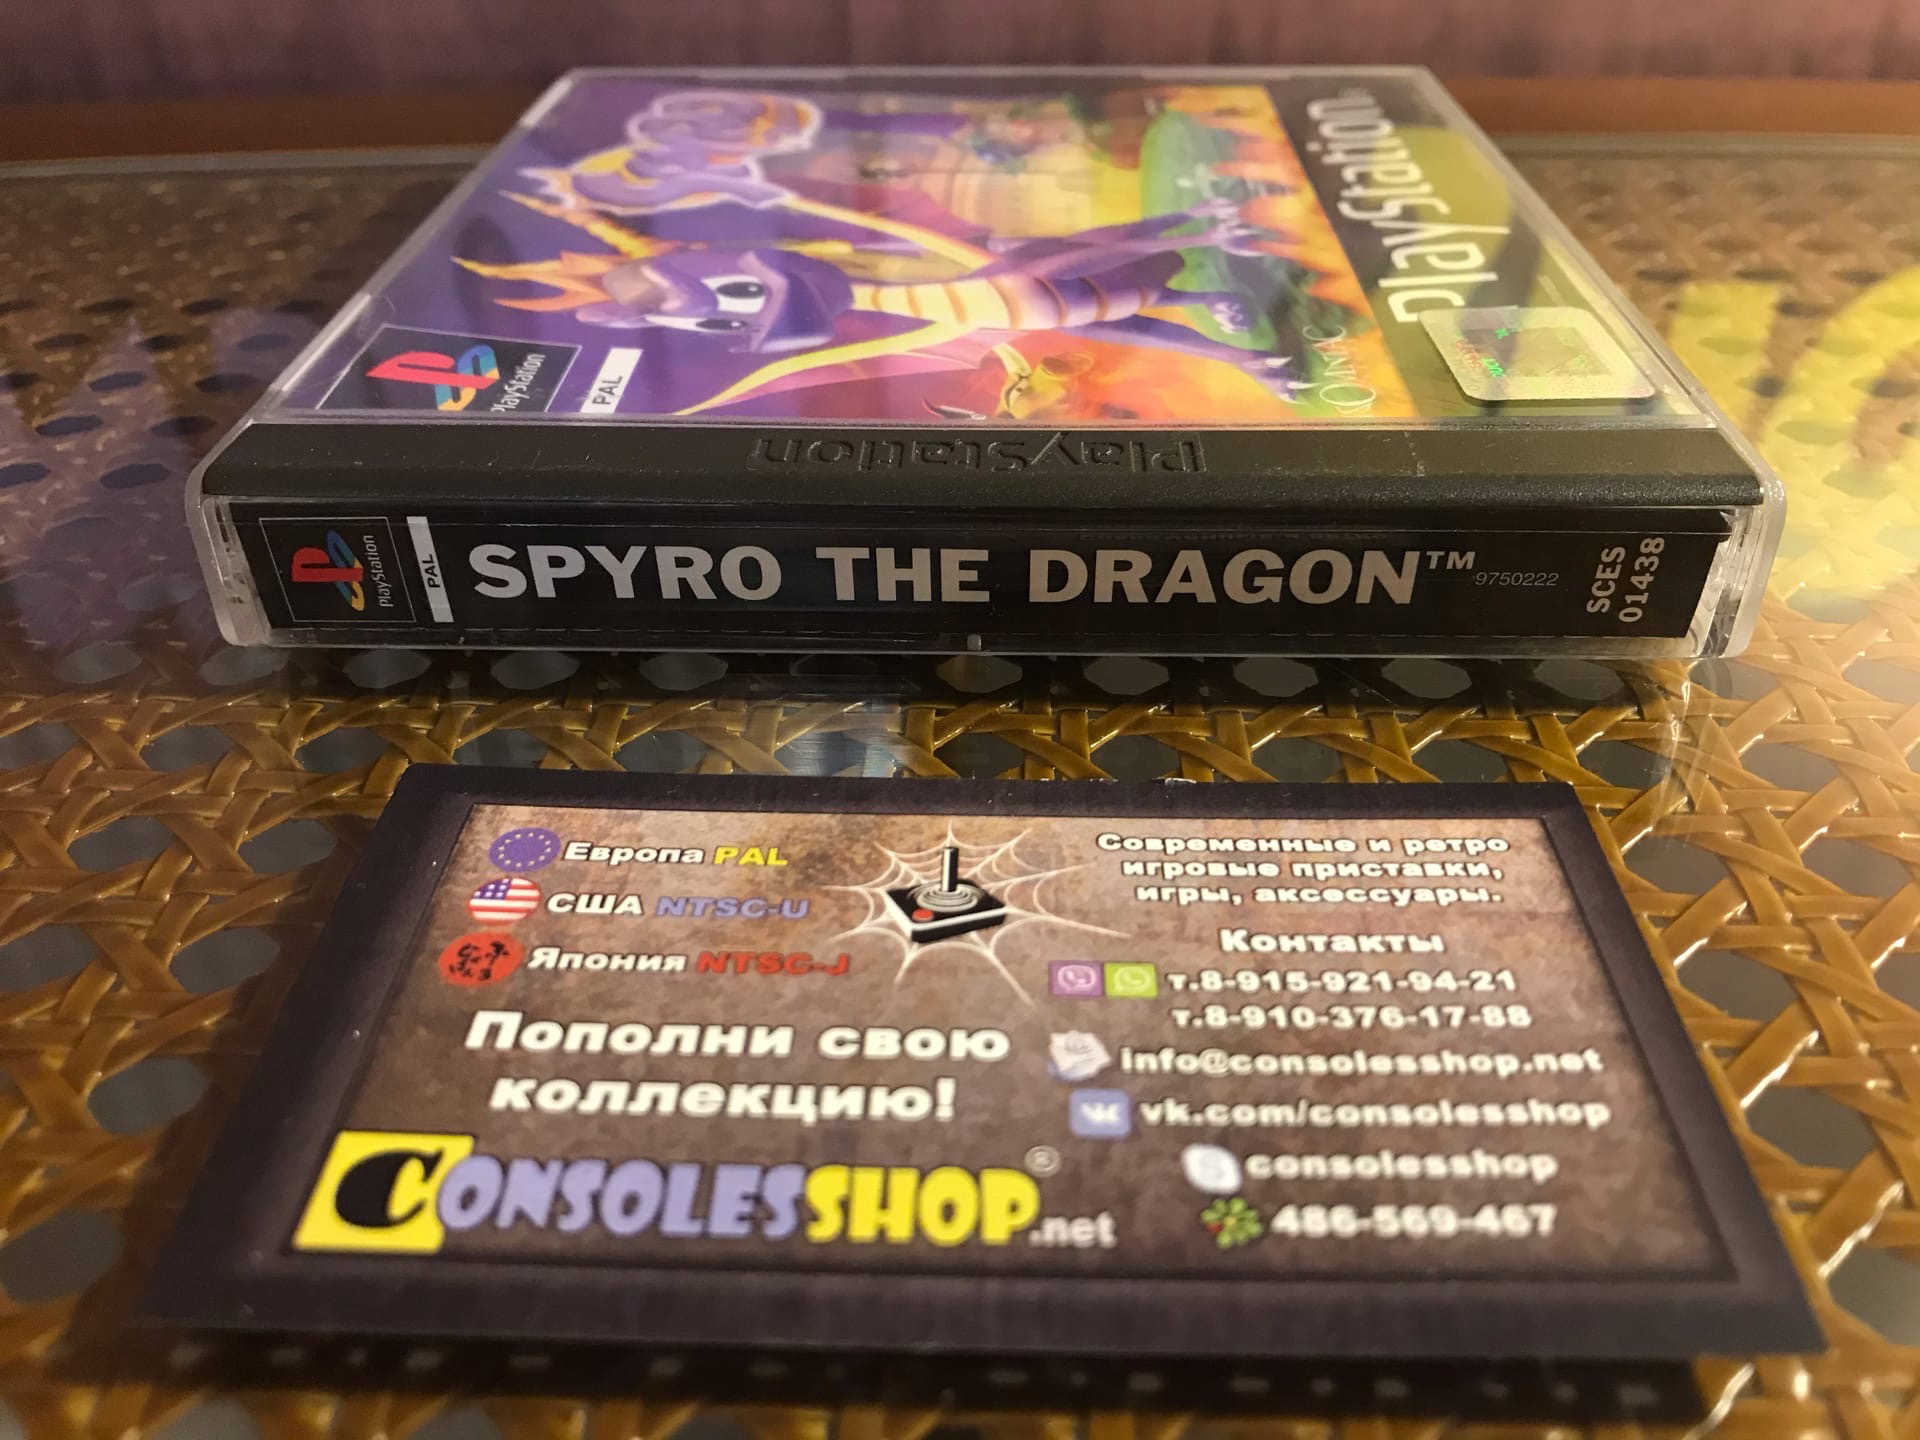 PlayStation
PlayStation
PAL
PlayStation
PlayStation
PAL
SPYRO THE DRAGON™
9750222
SCES
01438
Европа PAL
США NTSC-U
Япония NTSC-J
Пополни свою
коллекцию!
CONSOLESSHOP.net
®
Современные и ретро
игровые приставки,
игры, аксессуары.
Контакты
т.8-915-921-94-21
т.8-910-376-17-88
info@consolesshop.net
vk.com/consolesshop
consolesshop
486-569-467